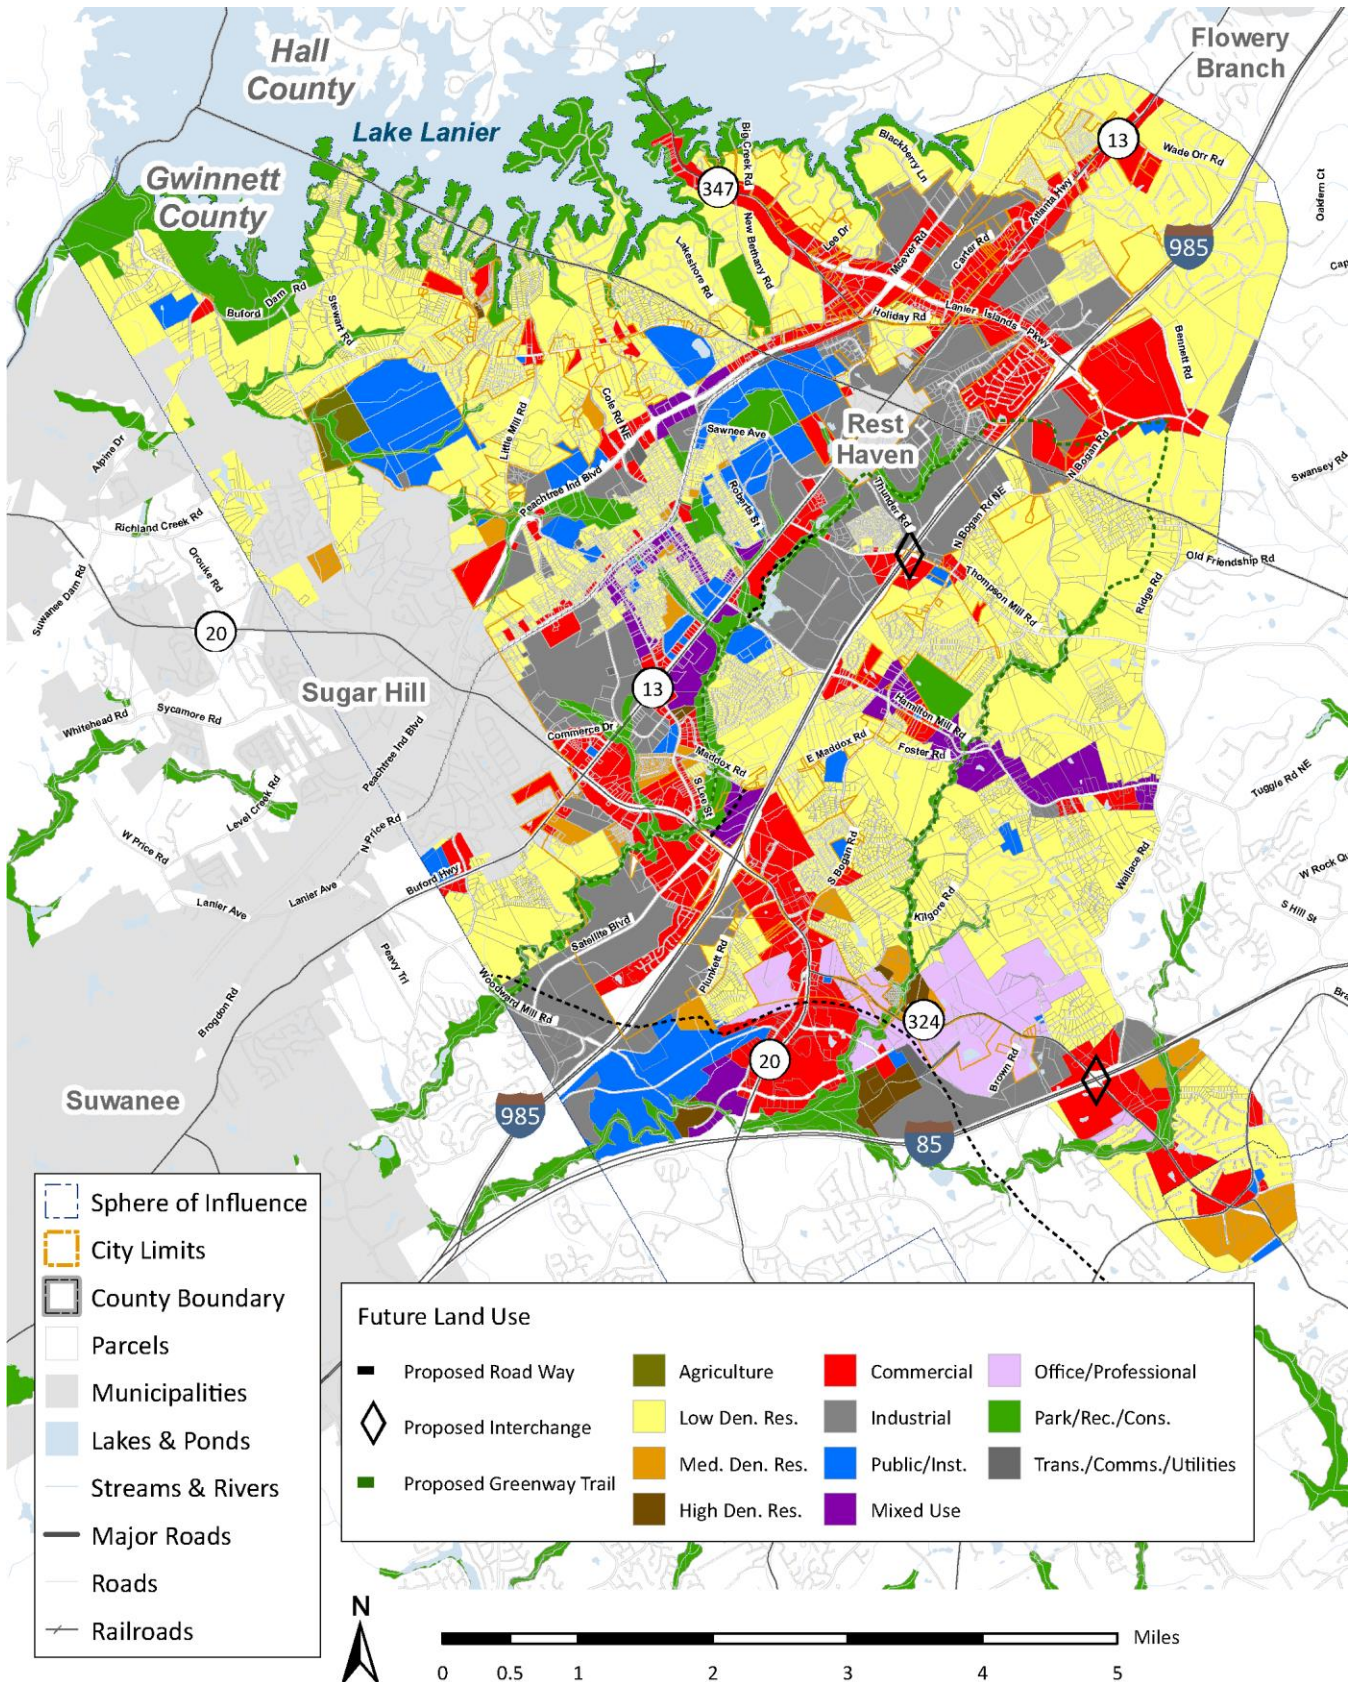 Hall
County
Flowery
Branch
Lake Lanier
Gwinnett
County
Big Creek Rd
Blackberry Ln
13
Wade Orr Rd
347
Atlanta Hwy
Oakfern Ct
Lee Dr
New Bethany Rd
Mcever Rd
Carter Rd
985
Lakeshore Rd
Buford Dam Rd
Stewart Rd
Holiday Rd
Lanier Islands Pkwy
Bennett Rd
Cole Rd NE
Little Mill Rd
Rest
Haven
Sawnee Ave
Alpine Dr
N Bogan Rd
Swansey Rd
Peachtree Ind Blvd
Roberts St
Thunder Rd
N Bogan Rd NE
Richland Creek Rd
Orouke Rd
Old Friendship Rd
Suwanee Dam Rd
Thompson Mill Rd
Ridge Rd
20
Sugar Hill
13
Hamilton Mill Rd
Whitehead Rd
Sycamore Rd
Commerce Dr
Maddox Rd
E Maddox Rd
Foster Rd
Peachtree Ind Blvd
S Lee St
Tuggle Rd NE
Level Creek Rd
W Price Rd
N Price Rd
S Bogan Rd
Wallace Rd
Buford Hwy
Lanier Ave
Lanier Ave
Kilgore Rd
S Hill St
Satellite Blvd
Peavy Trl
Plunkett Rd
Woodward Mill Rd
Brogdon Rd
324
20
Brown Rd
Suwanee
985
85
Sphere of Influence
City Limits
County Boundary
Parcels
Municipalities
Lakes & Ponds
Streams & Rivers
Major Roads
Roads
Railroads
Future Land Use
Proposed Road Way
Proposed Interchange
Proposed Greenway Trail
Agriculture
Low Den. Res.
Med. Den. Res.
High Den. Res.
Commercial
Industrial
Public/Inst.
Mixed Use
Office/Professional
Park/Rec./Cons.
Trans./Comms./Utilities
N
Miles
0 0.5 1 2 3 4 5